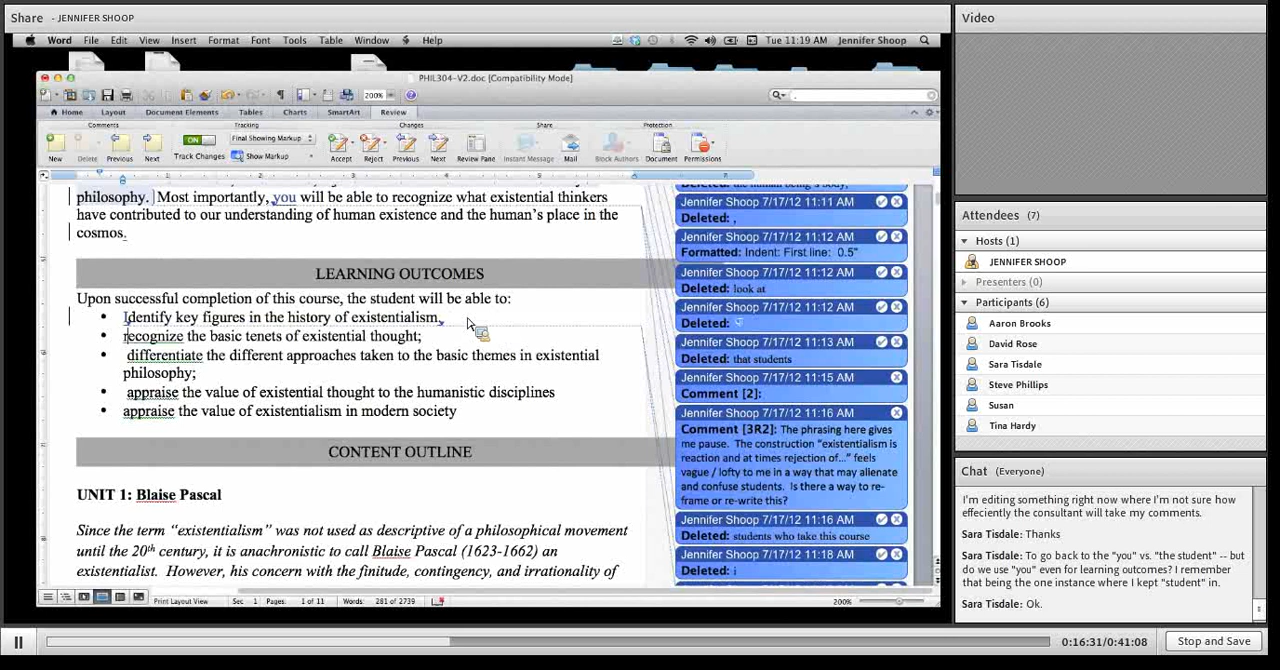 Share - JENNIFER SHOOP
Word File Edit View Insert Format Font Tools Table Window Help Tue 11:19 AM Jennifer Shoop
PHIL304-V2.doc [Compatibility Mode]
200%
Home Layout Document Elements Tables Charts SmartArt Review
Comments Tracking Changes Share Protection
ON Final Showing Markup
Show Markup
New Delete Previous Next Track Changes Accept Reject Previous Next Review Pane Instant Message Mail Block Authors Document Permissions
philosophy. Most importantly, you will be able to recognize what existential thinkers
have contributed to our understanding of human existence and the human's place in the
cosmos.
LEARNING OUTCOMES
Upon successful completion of this course, the student will be able to:
• Identify key figures in the history of existentialism.
• recognize the basic tenets of existential thought;
• differentiate the different approaches taken to the basic themes in existential
philosophy;
• appraise the value of existential thought to the humanistic disciplines
• appraise the value of existentialism in modern society
CONTENT OUTLINE
UNIT 1: Blaise Pascal
Since the term “existentialism” was not used as descriptive of a philosophical movement
until the 20th century, it is anachronistic to call Blaise Pascal (1623-1662) an
existentialist. However, his concern with the finitude, contingency, and irrationality of
Deleted: the human being's body,
Jennifer Shoop 7/17/12 11:11 AM
Deleted: ,
Jennifer Shoop 7/17/12 11:12 AM
Formatted: Indent: First line: 0.5"
Jennifer Shoop 7/17/12 11:12 AM
Deleted: look at
Jennifer Shoop 7/17/12 11:12 AM
Deleted: ¶
Jennifer Shoop 7/17/12 11:13 AM
Deleted: that students
Jennifer Shoop 7/17/12 11:15 AM
Comment [2]:
Jennifer Shoop 7/17/12 11:16 AM
Comment [3R2]: The phrasing here gives
me pause. The construction “existentialism is
reaction and at times rejection of...” feels
vague / lofty to me in a way that may alienate
and confuse students. Is there a way to re-
frame or re-write this?
Jennifer Shoop 7/17/12 11:16 AM
Deleted: students who take this course
Jennifer Shoop 7/17/12 11:18 AM
Deleted: i
Print Layout View Sec 1 Pages: 1 of 11 Words: 281 of 2739 200%
Video
Attendees (7)
Hosts (1)
JENNIFER SHOOP
Presenters (0)
Participants (6)
Aaron Brooks
David Rose
Sara Tisdale
Steve Phillips
Susan
Tina Hardy
Chat (Everyone)
I'm editing something right now where I'm not sure how
effeciently the consultant will take my comments.
Sara Tisdale: Thanks
Sara Tisdale: To go back to the "you" vs. "the student" -- but
do we use "you" even for learning outcomes? I remember
that being the one instance where I kept "student" in.
Sara Tisdale: Ok.
0:16:31/0:41:08 Stop and Save